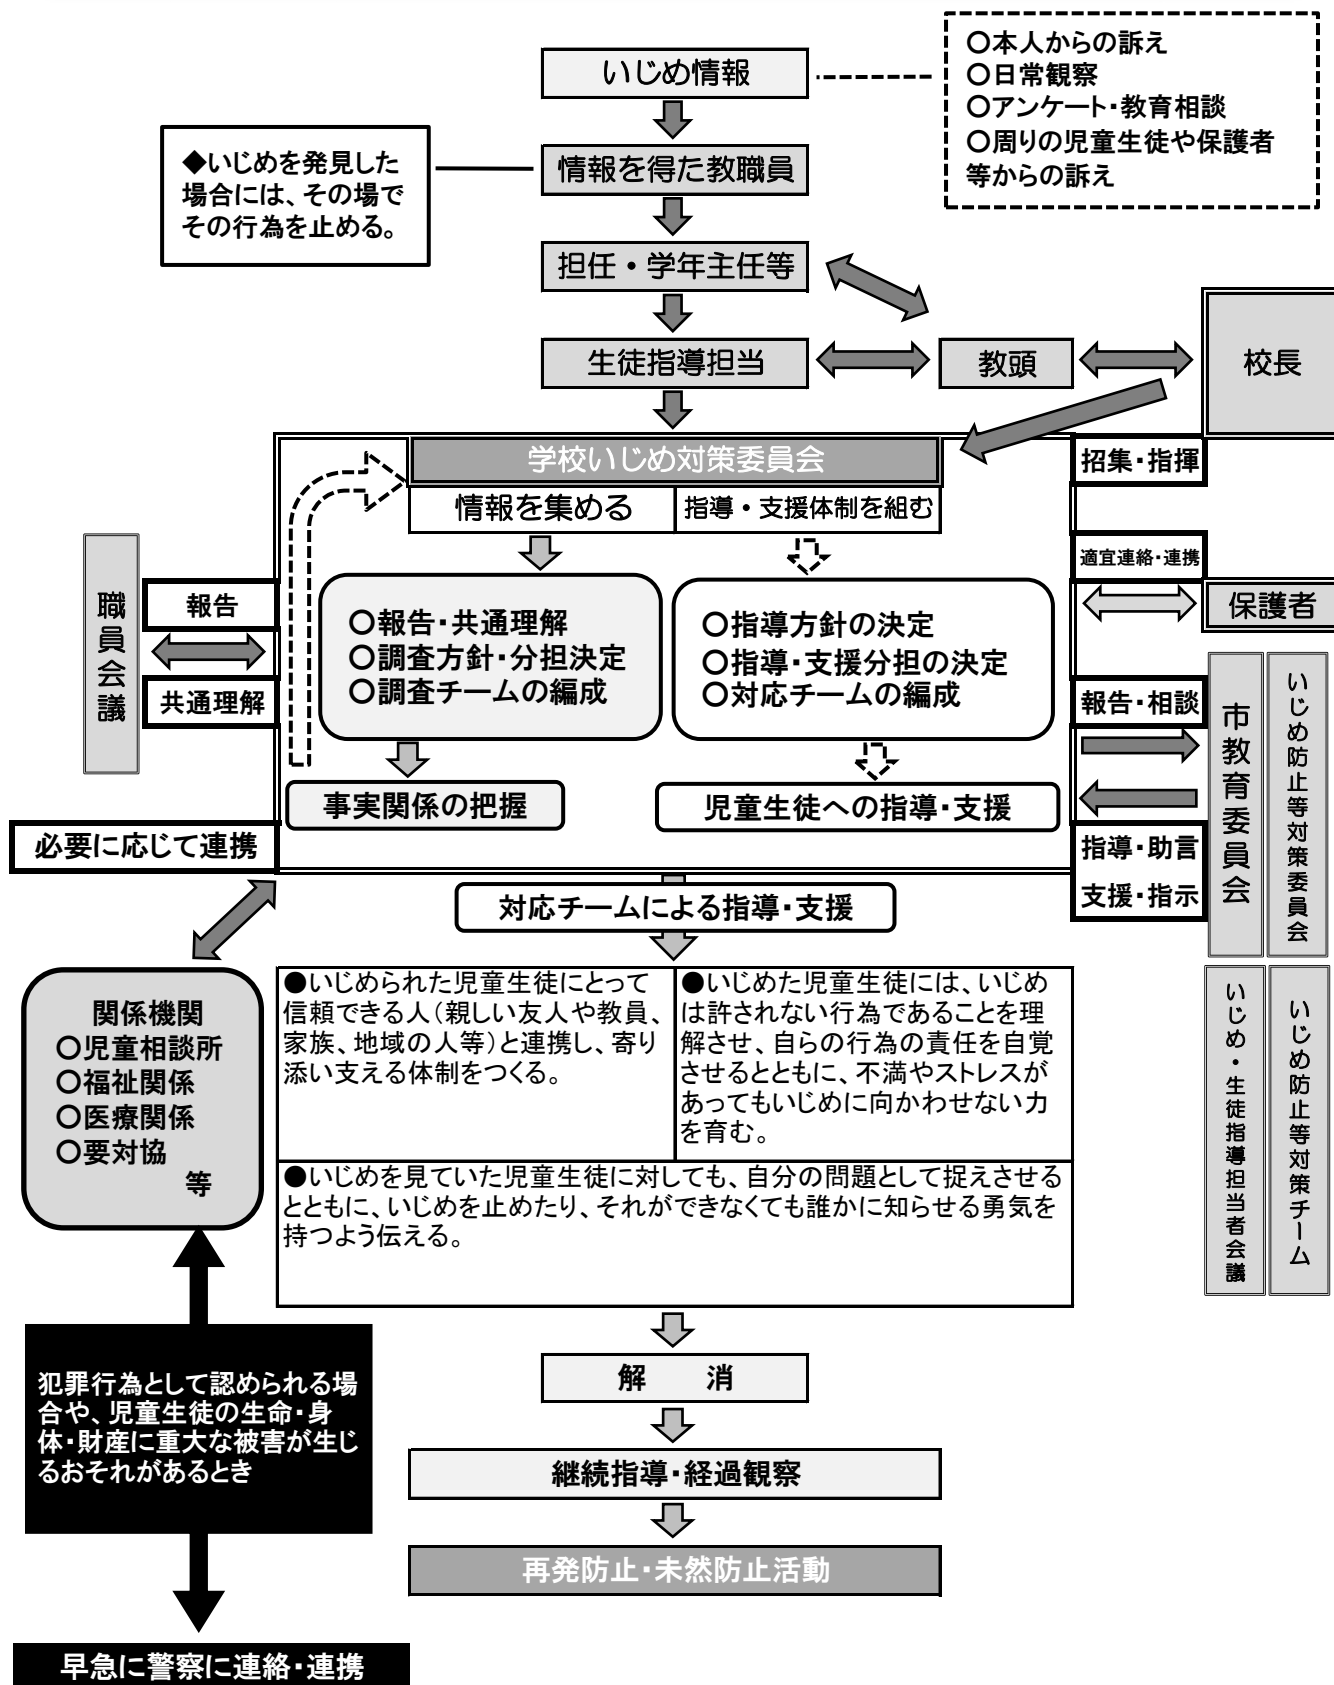 いじめ情報
○本人からの訴え
○日常観察
○アンケート・教育相談
○周りの児童生徒や保護者
等からの訴え
◆いじめを発見した
場合には、その場で
その行為を止める。
情報を得た教職員
担任・学年主任等
生徒指導担当
教頭
校長
学校いじめ対策委員会
招集・指揮
情報を集める
指導・支援体制を組む
適宜連絡・連携
保護者
職員会議
報告
共通理解
○報告・共通理解
○調査方針・分担決定
○調査チームの編成
○指導方針の決定
○指導・支援分担の決定
○対応チームの編成
報告・相談
市教育委員会
いじめ防止等対策委員会
事実関係の把握
児童生徒への指導・支援
必要に応じて連携
指導・助言
支援・指示
対応チームによる指導・支援
関係機関
○児童相談所
○福祉関係
○医療関係
○要対協
等
●いじめられた児童生徒にとって
信頼できる人(親しい友人や教員、
家族、地域の人等)と連携し、寄り
添い支える体制をつくる。
●いじめた児童生徒には、いじめ
は許されない行為であることを理
解させ、自らの行為の責任を自覚
させるとともに、不満やストレスが
あってもいじめに向かわせない力
を育む。
●いじめを見ていた児童生徒に対しても、自分の問題として捉えさせる
とともに、いじめを止めたり、それができなくても誰かに知らせる勇気を
持つよう伝える。
いじめ・生徒指導担当者会議
いじめ防止等対策チーム
犯罪行為として認められる場
合や、児童生徒の生命・身
体・財産に重大な被害が生じ
るおそれがあるとき
解　消
継続指導・経過観察
再発防止・未然防止活動
早急に警察に連絡・連携